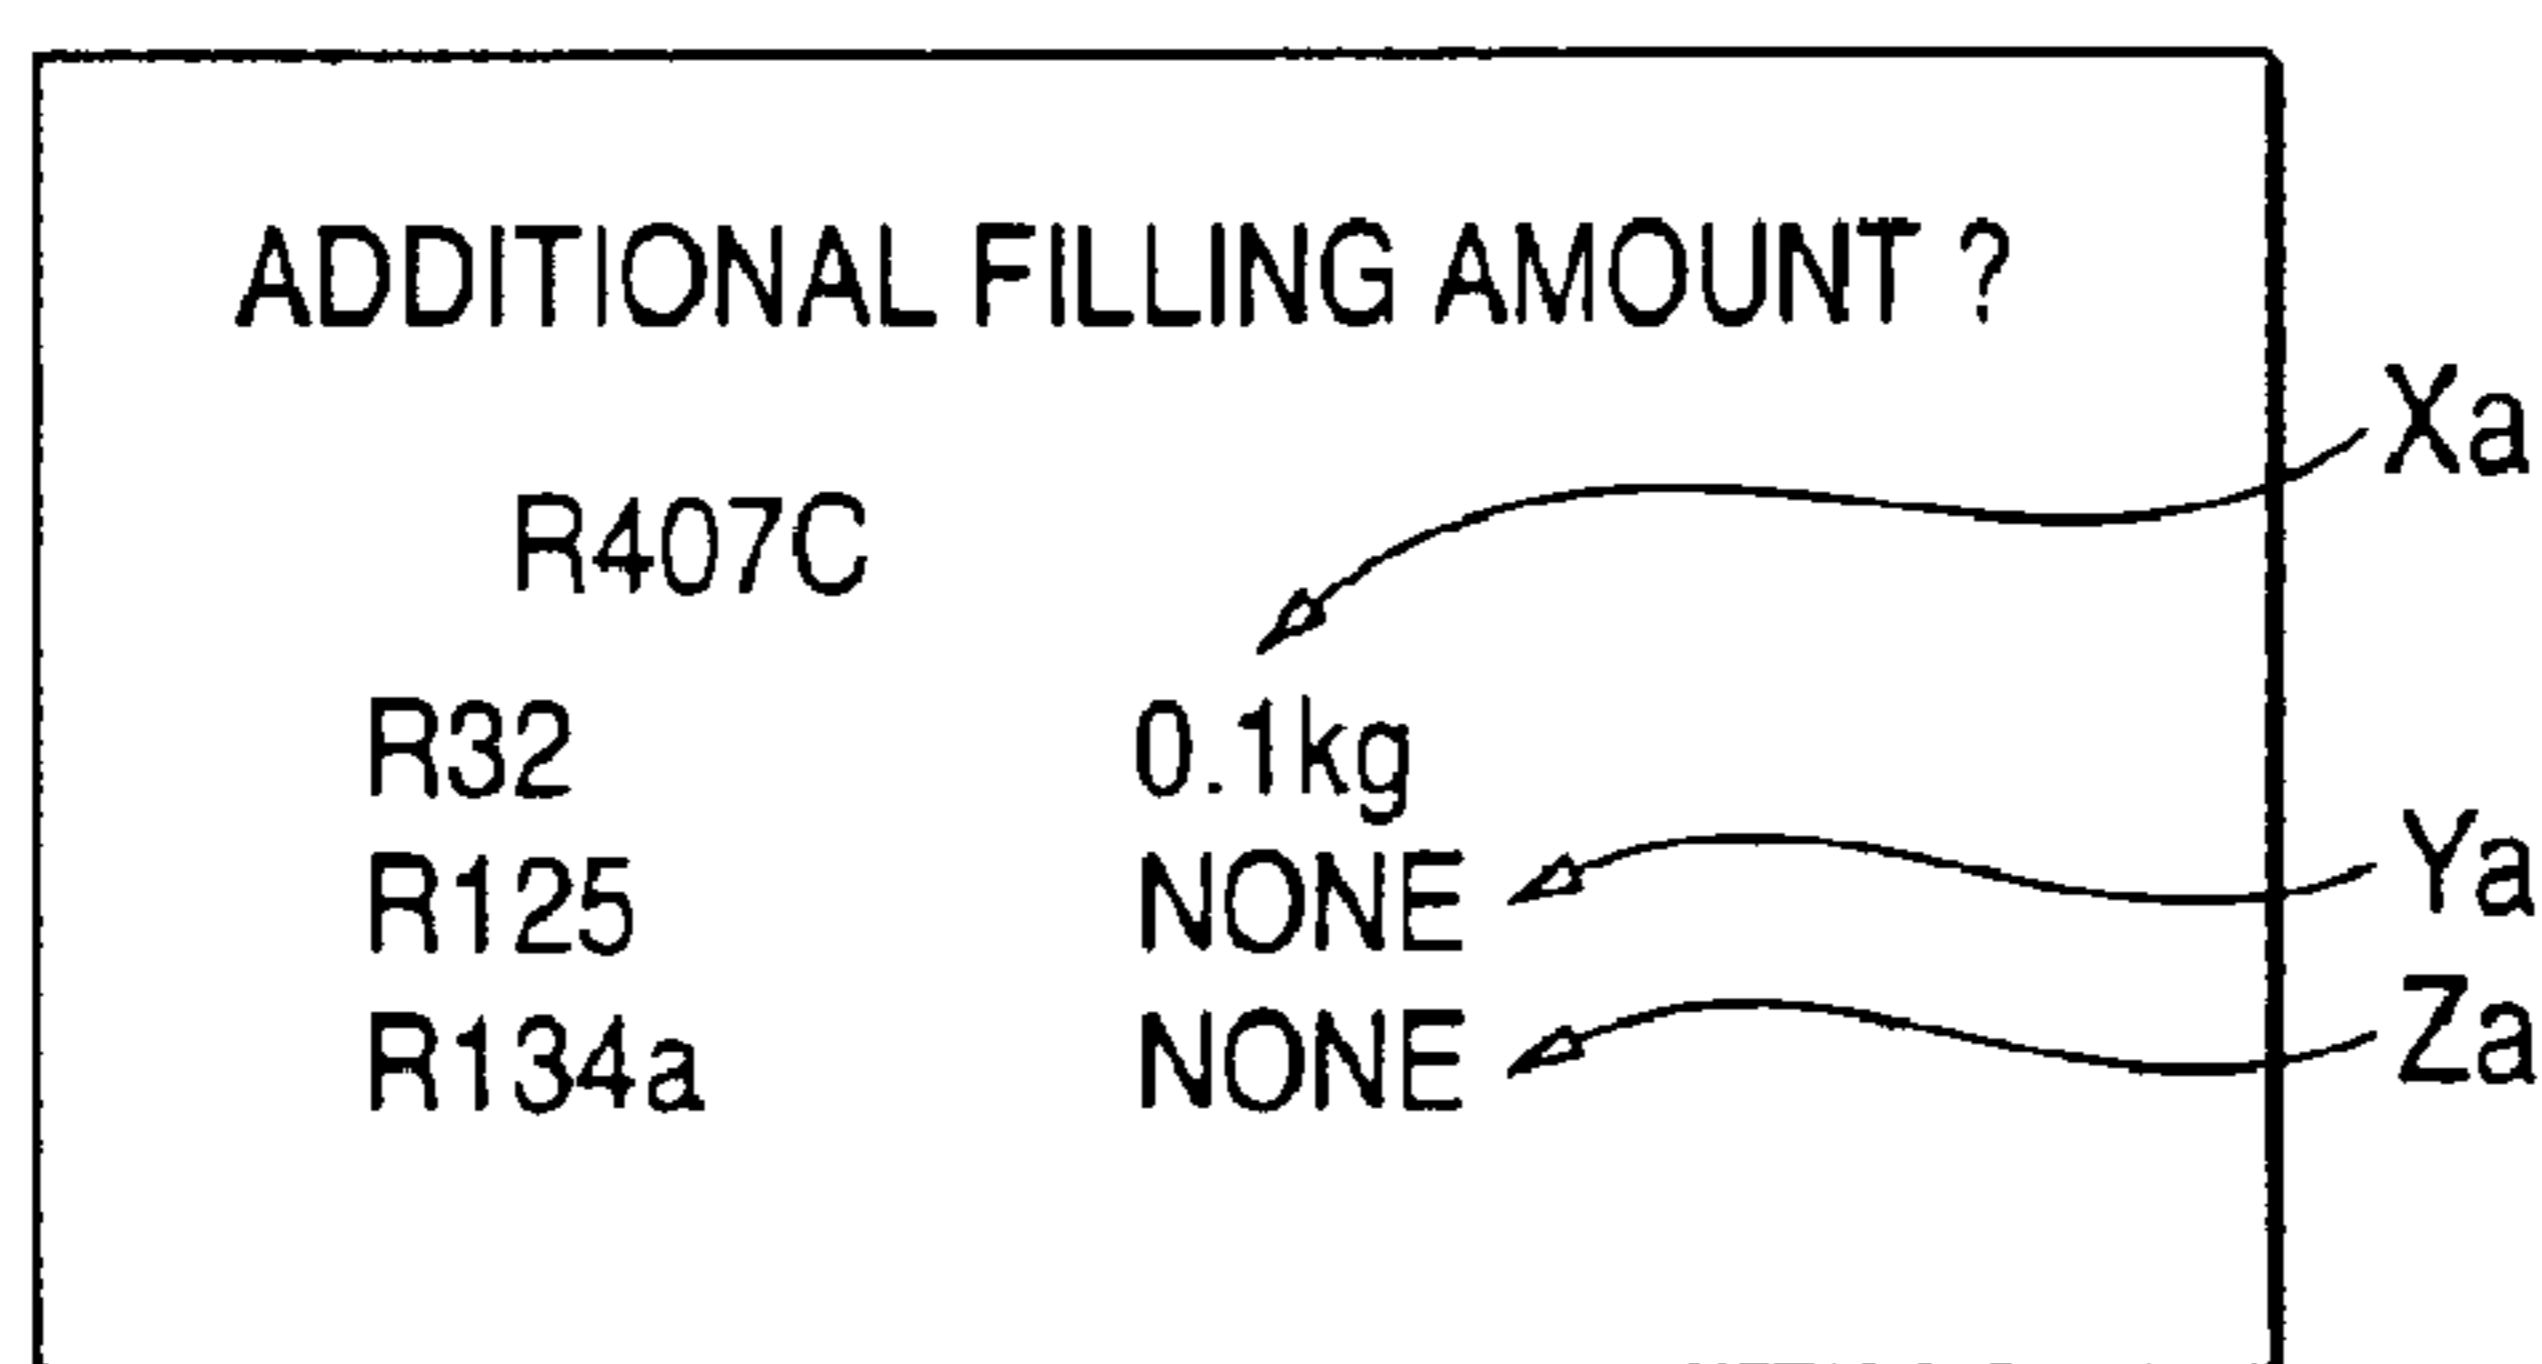 ADDITIONAL FILLING AMOUNT ?
Xa
R407C
R32 0.1kg
R125 NONE Ya
R134a NONE Za